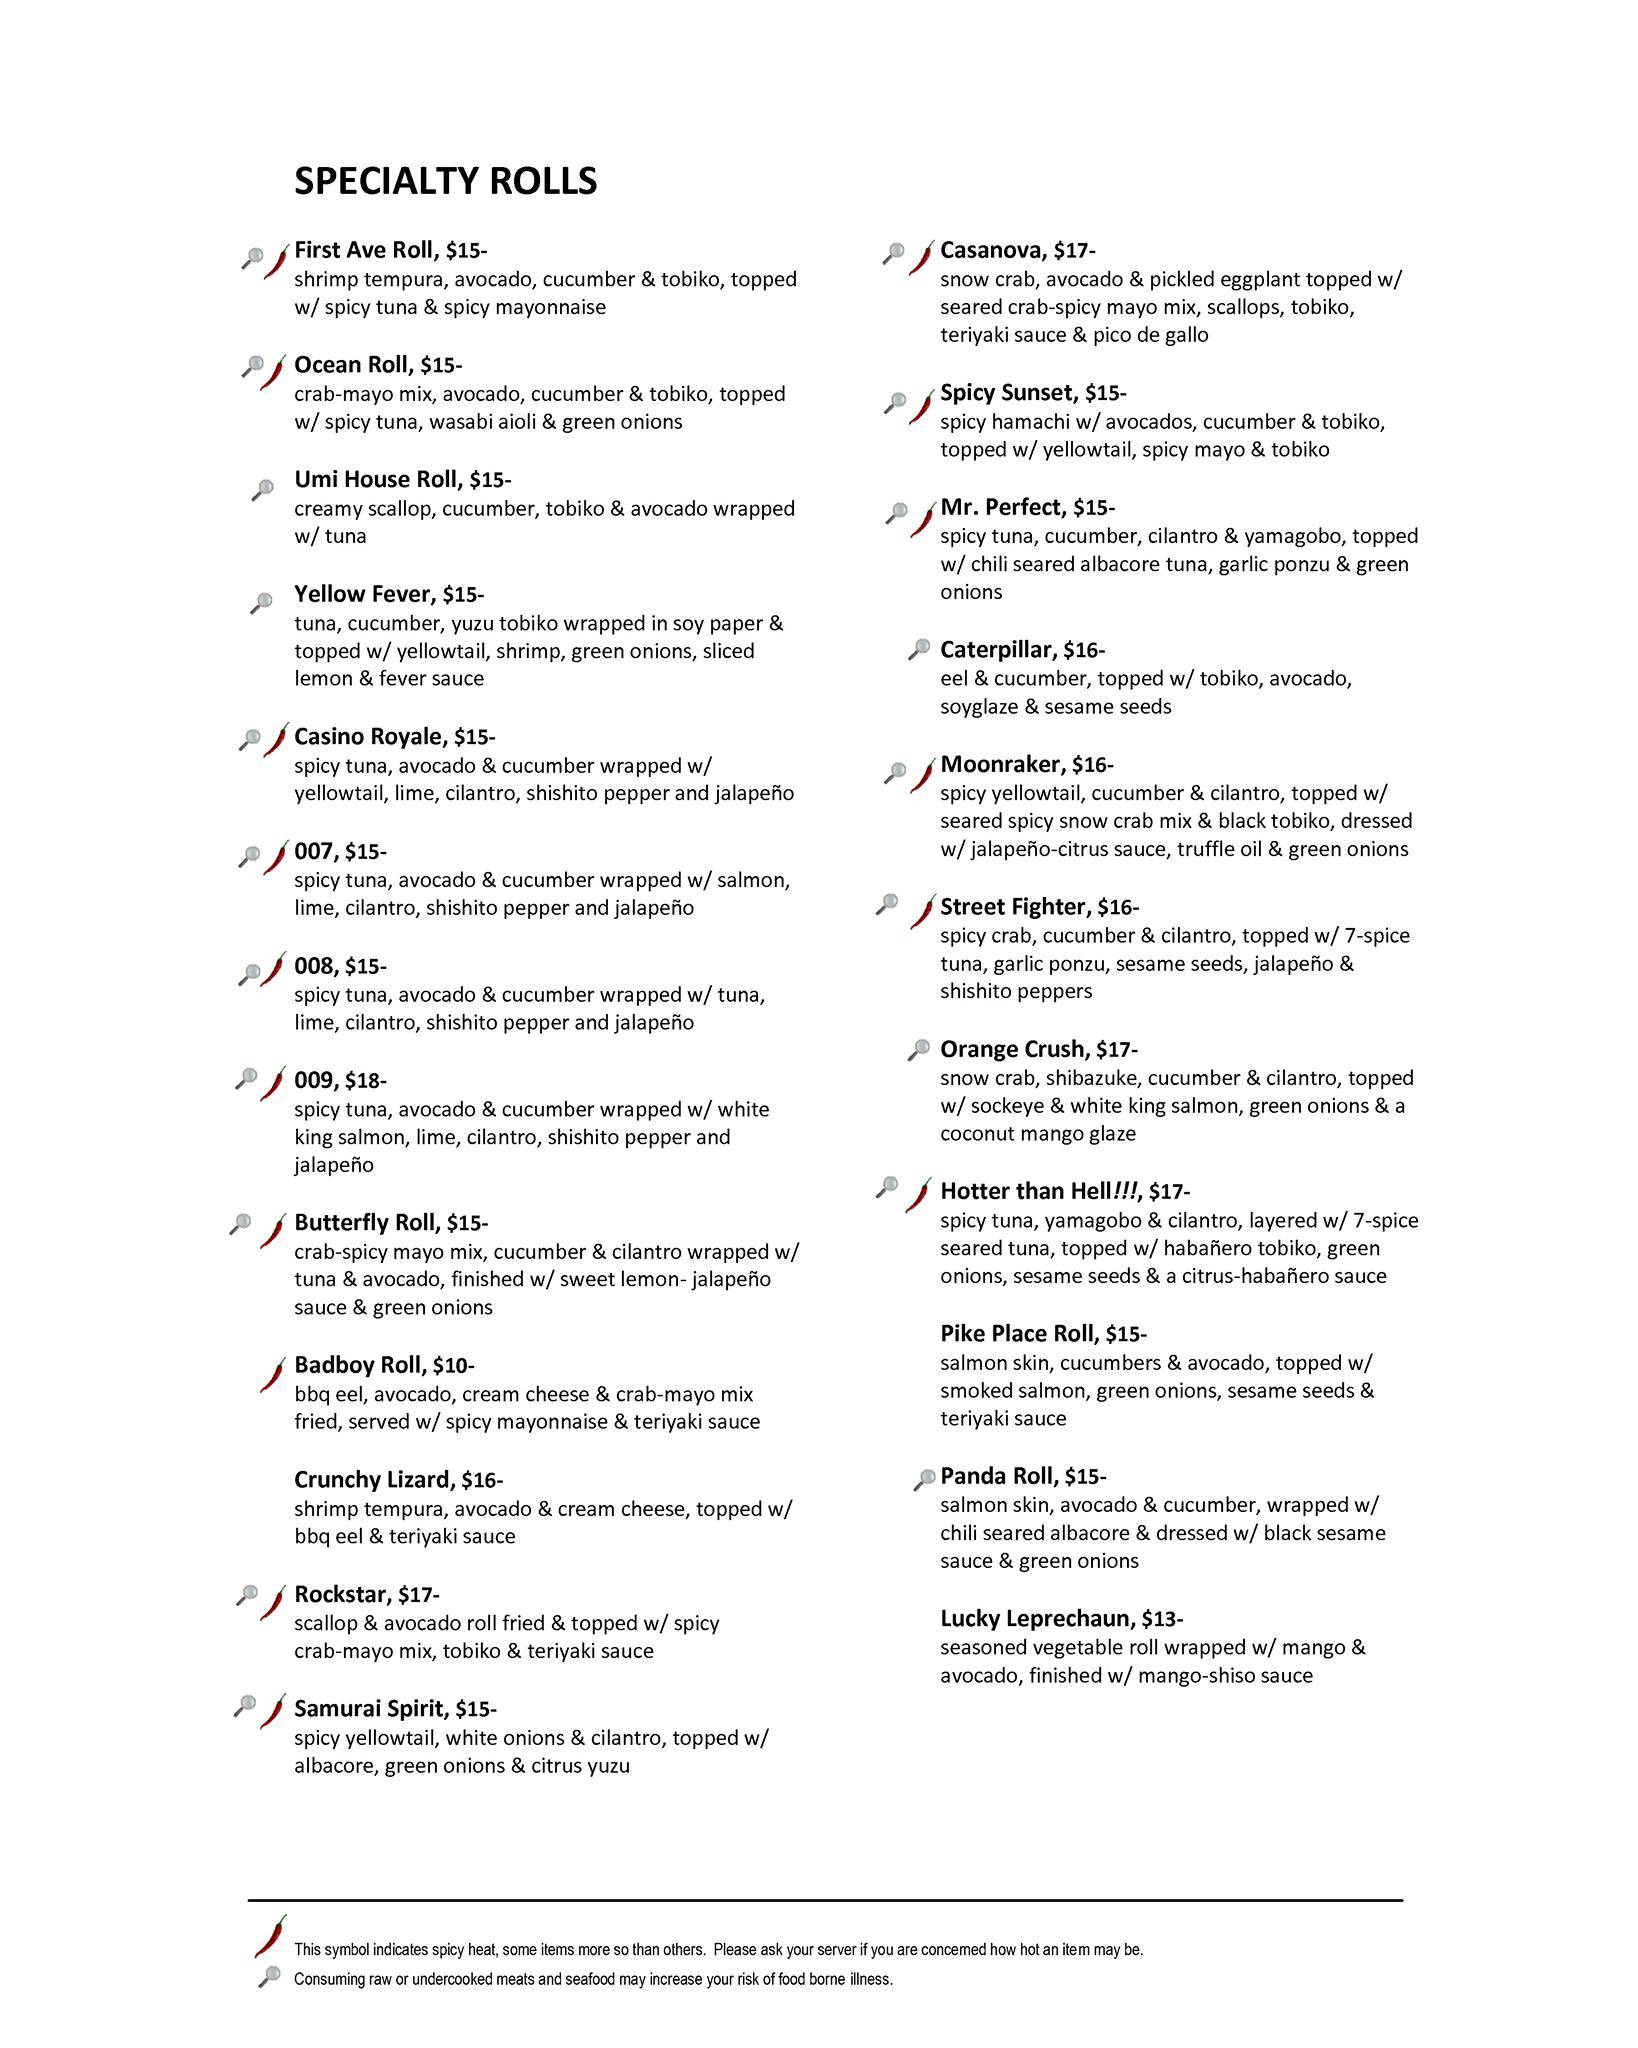 SPECIALTY ROLLS
First Ave Roll, $15-
shrimp tempura, avocado, cucumber & tobiko, topped
w/ spicy tuna & spicy mayonnaise
Ocean Roll, $15-
crab-mayo mix, avocado, cucumber & tobiko, topped
w/ spicy tuna, wasabi aioli & green onions
Umi House Roll, $15-
creamy scallop, cucumber, tobiko & avocado wrapped
w/ tuna
Yellow Fever, $15-
tuna, cucumber, yuzu tobiko wrapped in soy paper &
topped w/ yellowtail, shrimp, green onions, sliced
lemon & fever sauce
Casino Royale, $15-
spicy tuna, avocado & cucumber wrapped w/
yellowtail, lime, cilantro, shishito pepper and jalapeño
007, $15-
spicy tuna, avocado & cucumber wrapped w/ salmon,
lime, cilantro, shishito pepper and jalapeño
008, $15-
spicy tuna, avocado & cucumber wrapped w/ tuna,
lime, cilantro, shishito pepper and jalapeño
009, $18-
spicy tuna, avocado & cucumber wrapped w/ white
king salmon, lime, cilantro, shishito pepper and
jalapeño
Butterfly Roll, $15-
crab-spicy mayo mix, cucumber & cilantro wrapped w/
tuna & avocado, finished w/ sweet lemon- jalapeño
sauce & green onions
Badboy Roll, $10-
bbq eel, avocado, cream cheese & crab-mayo mix
fried, served w/ spicy mayonnaise & teriyaki sauce
Crunchy Lizard, $16-
shrimp tempura, avocado & cream cheese, topped w/
bbq eel & teriyaki sauce
Rockstar, $17-
scallop & avocado roll fried & topped w/ spicy
crab-mayo mix, tobiko & teriyaki sauce
Samurai Spirit, $15-
spicy yellowtail, white onions & cilantro, topped w/
albacore, green onions & citrus yuzu
Casanova, $17-
snow crab, avocado & pickled eggplant topped w/
seared crab-spicy mayo mix, scallops, tobiko,
teriyaki sauce & pico de gallo
Spicy Sunset, $15-
spicy hamachi w/ avocados, cucumber & tobiko,
topped w/ yellowtail, spicy mayo & tobiko
Mr. Perfect, $15-
spicy tuna, cucumber, cilantro & yamagobo, topped
w/ chili seared albacore tuna, garlic ponzu & green
onions
Caterpillar, $16-
eel & cucumber, topped w/ tobiko, avocado,
soyglaze & sesame seeds
Moonraker, $16-
spicy yellowtail, cucumber & cilantro, topped w/
seared spicy snow crab mix & black tobiko, dressed
w/ jalapeño-citrus sauce, truffle oil & green onions
Street Fighter, $16-
spicy crab, cucumber & cilantro, topped w/ 7-spice
tuna, garlic ponzu, sesame seeds, jalapeño &
shishito peppers
Orange Crush, $17-
snow crab, shibazuke, cucumber & cilantro, topped
w/ sockeye & white king salmon, green onions & a
coconut mango glaze
Hotter than Hell!!!, $17-
spicy tuna, yamagobo & cilantro, layered w/ 7-spice
seared tuna, topped w/ habañero tobiko, green
onions, sesame seeds & a citrus-habañero sauce
Pike Place Roll, $15-
salmon skin, cucumbers & avocado, topped w/
smoked salmon, green onions, sesame seeds &
teriyaki sauce
Panda Roll, $15-
salmon skin, avocado & cucumber, wrapped w/
chili seared albacore & dressed w/ black sesame
sauce & green onions
Lucky Leprechaun, $13-
seasoned vegetable roll wrapped w/ mango &
avocado, finished w/ mango-shiso sauce
This symbol indicates spicy heat, some items more so than others. Please ask your server if you are concerned how hot an item may be.
Consuming raw or undercooked meats and seafood may increase your risk of food borne illness.